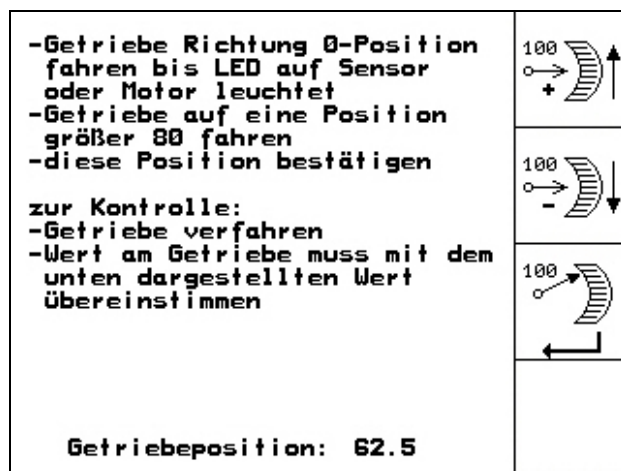 -Getriebe Richtung 0-Position
fahren bis LED auf Sensor
oder Motor leuchtet
-Getriebe auf eine Position
größer 80 fahren
-diese Position bestätigen
zur Kontrolle:
-Getriebe verfahren
-Wert am Getriebe muss mit dem
unten dargestellten Wert
übereinstimmen
Getriebeposition: 62.5
100
+
100
-
100